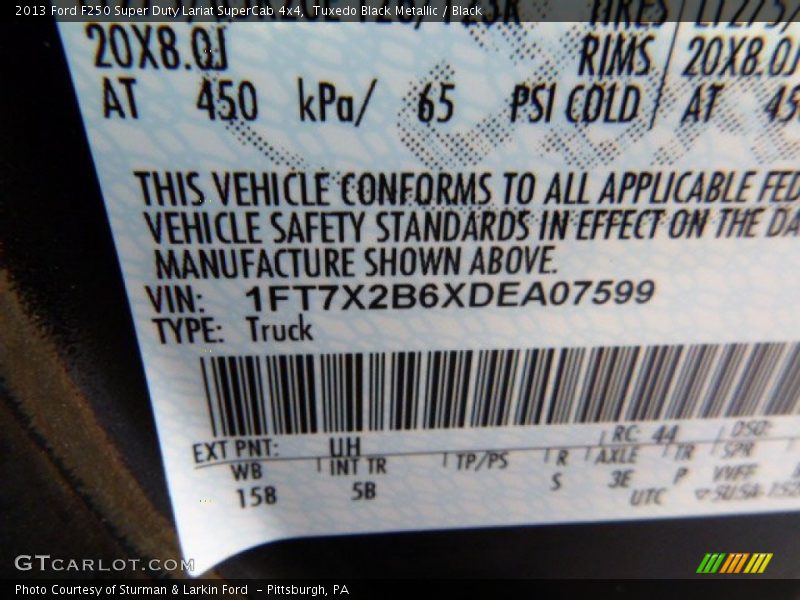 2013 Ford F250 Super Duty Lariat SuperCab 4x4, Tuxedo Black Metallic / Black
TIRES
20X8.0J RIMS 20X8.0J
AT 450 kPa/ 65 PSI COLD AT
THIS VEHICLE CONFORMS TO ALL APPLICABLE FED
VEHICLE SAFETY STANDARDS IN EFFECT ON THE DA
MANUFACTURE SHOWN ABOVE.
VIN: 1FT7X2B6XDEA07599
TYPE: Truck
EXT PNT: UH RC: 44 DSO:
WB INT TR TP/PS R AXLE TR SPR
15B 5B S 3E P VVFF
UTC
GTCARLOT.COM
Photo Courtesy of Sturman & Larkin Ford - Pittsburgh, PA